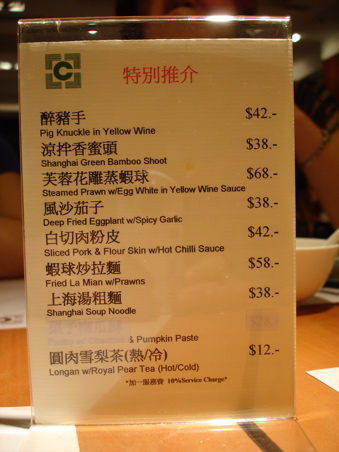 C
特別推介
醉豬手 $42.-
Pig Knuckle in Yellow Wine
涼拌香蜜頭 $38.-
Shanghai Green Bamboo Shoot
芙蓉花雕蒸蝦球 $68.-
Steamed Prawn w/Egg White in Yellow Wine Sauce
風沙茄子 $38.-
Deep Fried Eggplant w/Spicy Garlic
白切肉粉皮 $42.-
Sliced Pork & Flour Skin w/Hot Chilli Sauce
蝦球炒拉麵 $58.-
Fried La Mian w/Prawns
上海湯粗麵 $38.-
Shanghai Soup Noodle
& Pumpkin Paste
圓肉雪梨茶(熱/冷) $12.-
Longan w/Royal Pear Tea (Hot/Cold)
*加一服務費 10%Service Charge*